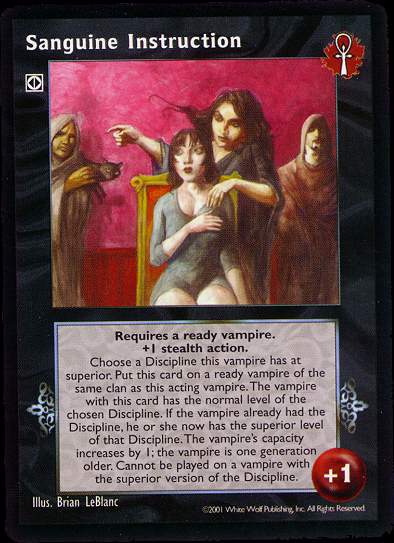 Sanguine Instruction
Requires a ready vampire.
+1 stealth action.
Choose a Discipline this vampire has at
superior. Put this card on a ready vampire of the
same clan as this acting vampire. The vampire
with this card has the normal level of the
chosen Discipline. If the vampire already had the
Discipline, he or she now has the superior level
of that Discipline. The vampire's capacity
increases by 1; the vampire is one generation
older. Cannot be played on a vampire with
the superior version of the Discipline.
+1
Illus. Brian LeBlanc
©2001 White Wolf Publishing, Inc. All Rights Reserved.